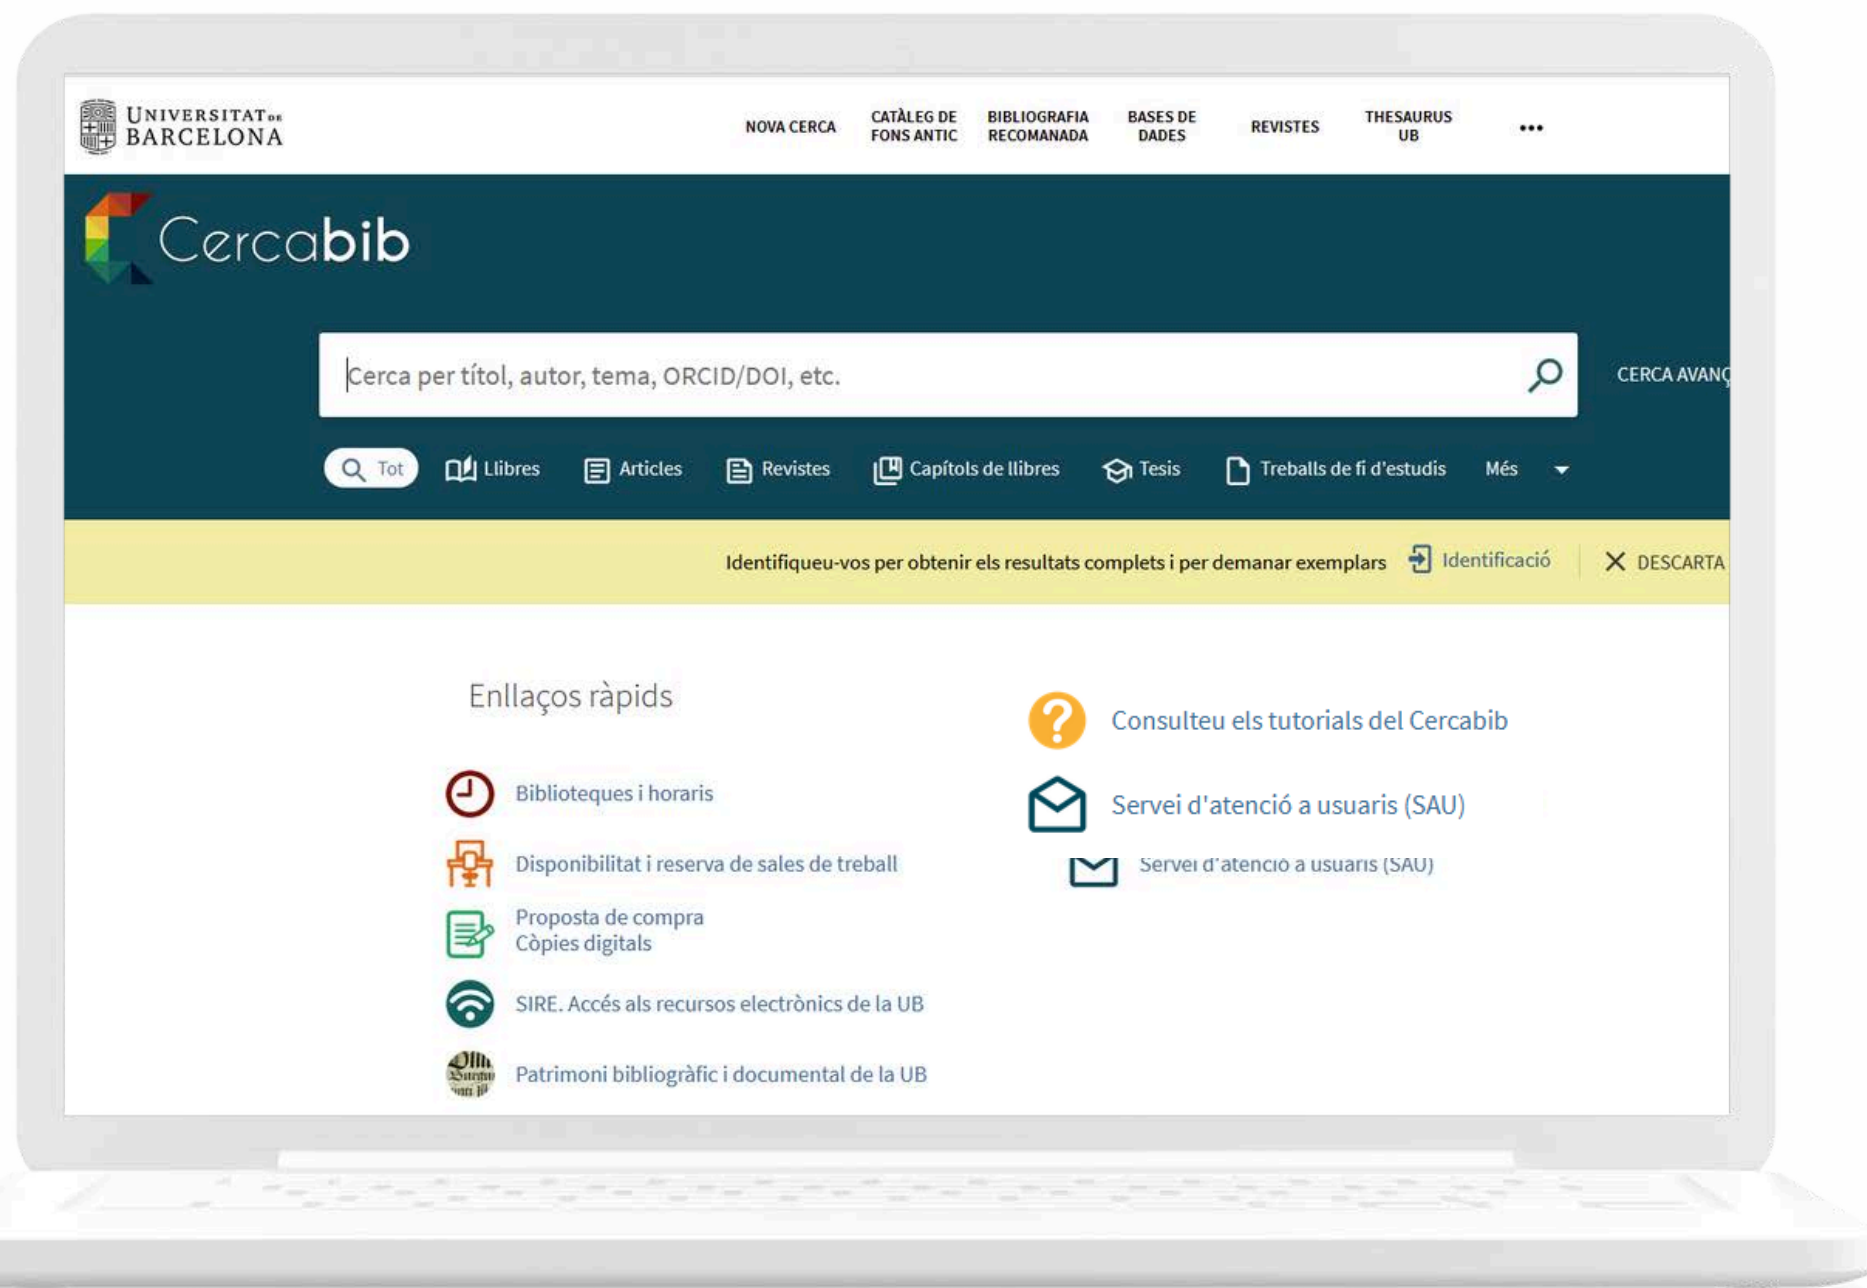 UNIVERSITAT DE
BARCELONA
NOVA CERCA
CATÀLEG DE
FONS ANTIC
BIBLIOGRAFIA
RECOMANADA
BASES DE
DADES
REVISTES
THESAURUS
UB
•••
Cercabib
Cerca per títol, autor, tema, ORCID/DOI, etc.
CERCA AVANÇ
Tot
Llibres
Articles
Revistes
Capítols de llibres
Tesis
Treballs de fi d'estudis
Més
Identifiqueu-vos per obtenir els resultats complets i per demanar exemplars
Identificació
DESCARTA
Enllaços ràpids
Biblioteques i horaris
Disponibilitat i reserva de sales de treball
Proposta de compra
Còpies digitals
SIRE. Accés als recursos electrònics de la UB
Patrimoni bibliogràfic i documental de la UB
Consulteu els tutorials del Cercabib
Servei d'atenció a usuaris (SAU)
Servei d'atenció a usuaris (SAU)